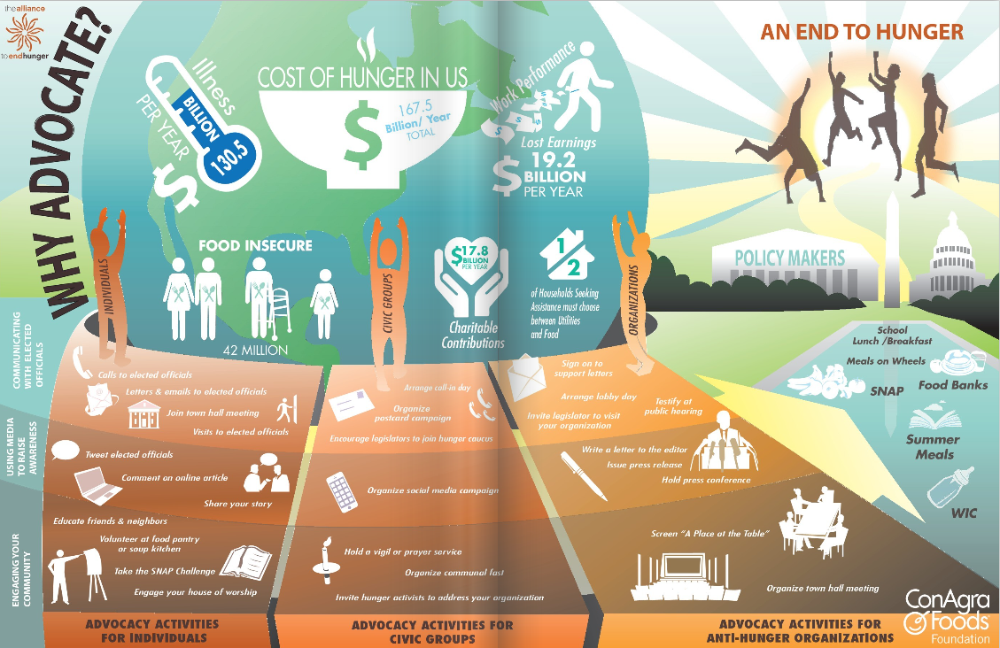 thealliance
toendhunger
WHY ADVOCATE?
AN END TO HUNGER
COST OF HUNGER IN US
$
167.5
Billion/ Year
TOTAL
Illness
BILLION
130.5
PER YEAR
$
Work Performance
$
$
$
Lost Earnings
$ 19.2
BILLION
PER YEAR
INDIVIDUALS
FOOD INSECURE
42 MILLION
CIVIC GROUPS
$17.8
BILLION
PER YEAR
Charitable
Contributions
1/2
of Households Seeking
Assistance must choose
between Utilities
and Food
ORGANIZATIONS
POLICY MAKERS
School
Lunch /Breakfast
Meals on Wheels
SNAP
Food Banks
Summer
Meals
WIC
COMMUNICATING
WITH ELECTED
OFFICIALS
Calls to elected officials
Letters & emails to elected officials
Join town hall meeting
Visits to elected officials
Arrange call-in day
Organize
postcard campaign
Encourage legislators to join hunger caucus
Sign on to
support letters
Arrange lobby day
Invite legislator to visit
your organization
Testify at
public hearing
USING MEDIA
TO RAISE
AWARENESS
Tweet elected officials
Comment on online article
Share your story
Organize social media campaign
Write a letter to the editor
Issue press release
Hold press conference
ENGAGING YOUR
COMMUNITY
Educate friends & neighbors
Volunteer at food pantry
or soup kitchen
Take the SNAP Challenge
Engage your house of worship
Hold a vigil or prayer service
Organize communal fast
Invite hunger activists to address your organization
Screen "A Place at the Table"
Organize town hall meeting
ADVOCACY ACTIVITIES
FOR INDIVIDUALS
ADVOCACY ACTIVITIES FOR
CIVIC GROUPS
ADVOCACY ACTIVITIES FOR
ANTI-HUNGER ORGANIZATIONS
ConAgra
Foods
Foundation